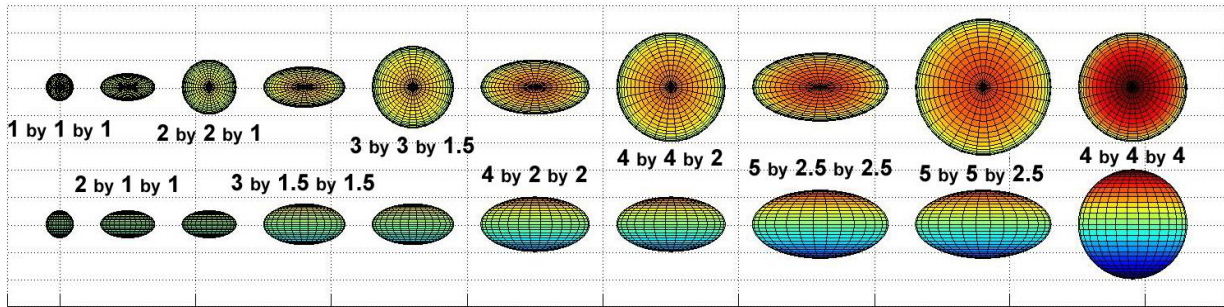 1 by 1 by 1
2 by 2 by 1
3 by 3 by 1.5
4 by 4 by 2
5 by 2.5 by 2.5
5 by 5 by 2.5
4 by 4 by 4
2 by 1 by 1
3 by 1.5 by 1.5
4 by 2 by 2